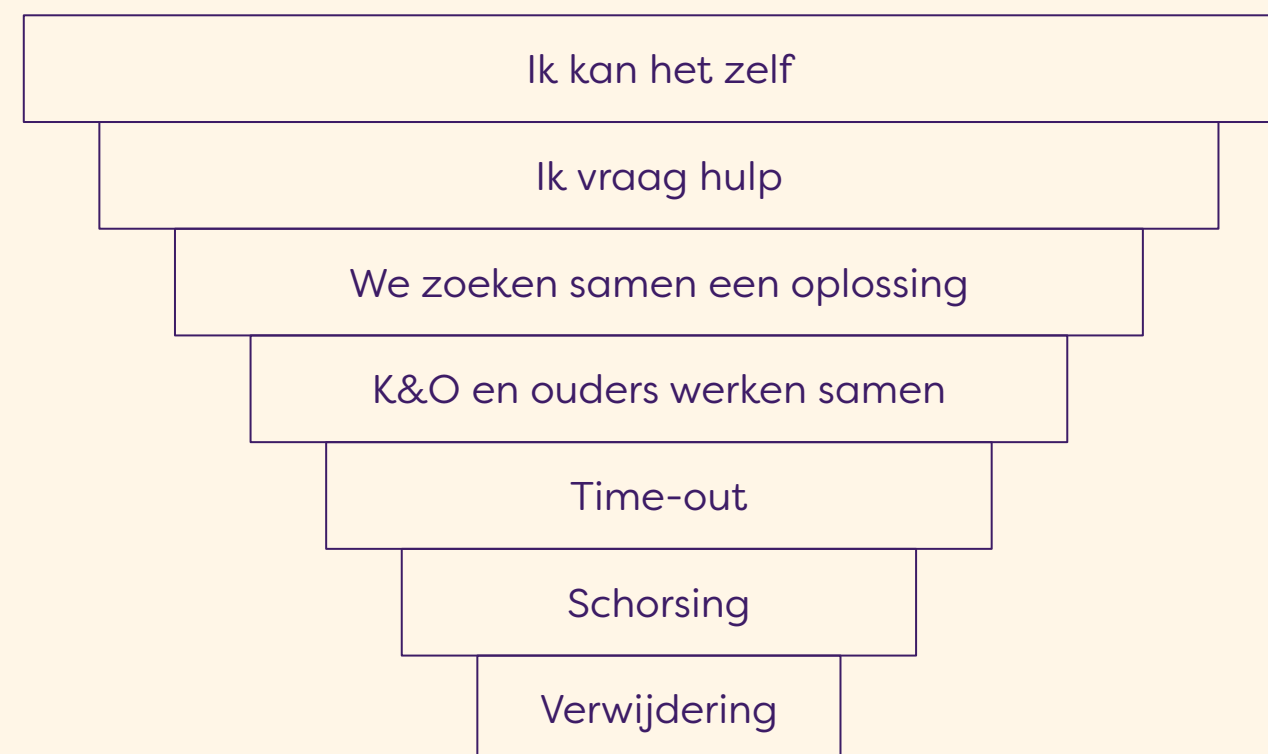 Ik kan het zelf
Ik vraag hulp
We zoeken samen een oplossing
K&O en ouders werken samen
Time-out
Schorsing
Verwijdering